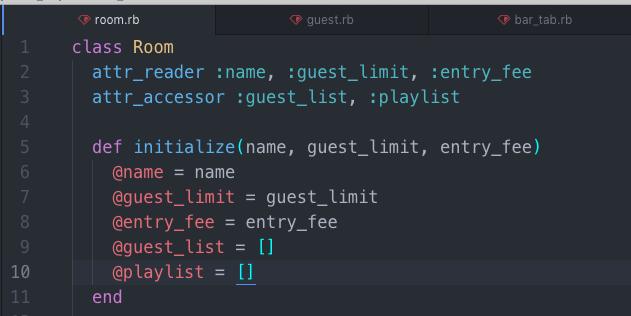 room.rb guest.rb bar_tab.rb
1 class Room
2 attr_reader :name, :guest_limit, :entry_fee
3 attr_accessor :guest_list, :playlist
4
5 def initialize(name, guest_limit, entry_fee)
6 @name = name
7 @guest_limit = guest_limit
8 @entry_fee = entry_fee
9 @guest_list = []
10 @playlist = []
11 end